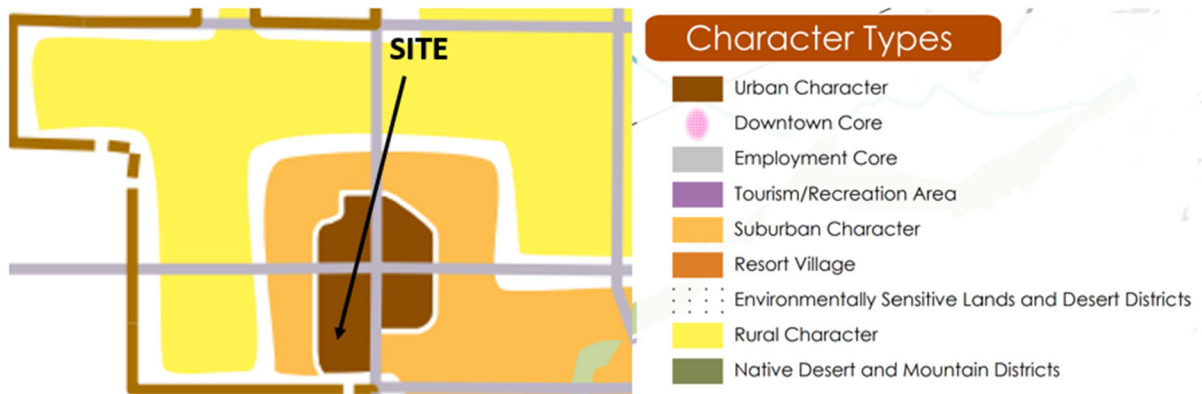 SITE
Character Types
Urban Character
Downtown Core
Employment Core
Tourism/Recreation Area
Suburban Character
Resort Village
Environmentally Sensitive Lands and Desert Districts
Rural Character
Native Desert and Mountain Districts